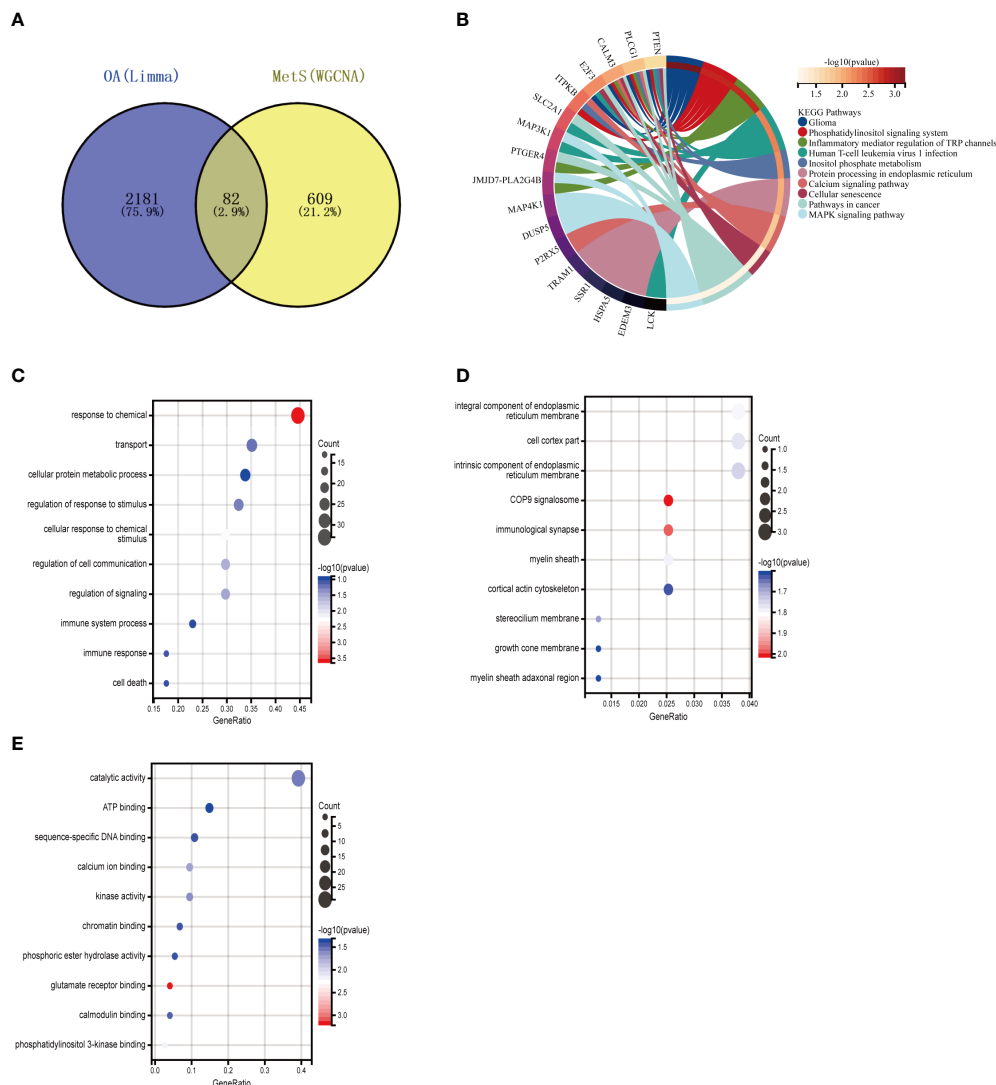 A
OA(Limma)
MetS(WGCNA)
2181
(75.9%)
82
(2.9%)
609
(21.2%)
B
PTEN
PLCG1
CALM3
E2F3
ITPKB
SLC2A1
MAP3K1
PTGER4
JMJD7-PLA2G4B
MAP4K1
DUSP5
P2RX5
TRAM1
SSR1
HSPA5
EDEM3
LCK
-log10(pvalue)
1.5 2.0 2.5 3.0
KEGG Pathways
Glioma
Phosphatidylinositol signaling system
Inflammatory mediator regulation of TRP channels
Human T-cell leukemia virus 1 infection
Inositol phosphate metabolism
Protein processing in endoplasmic reticulum
Calcium signaling pathway
Cellular senescence
Pathways in cancer
MAPK signaling pathway
C
response to chemical
transport
cellular protein metabolic process
regulation of response to stimulus
cellular response to chemical
stimulus
regulation of cell communication
regulation of signaling
immune system process
immune response
cell death
0.15 0.20 0.25 0.30 0.35 0.40 0.45
GeneRatio
Count
15
20
25
30
-log10(pvalue)
1.0
1.5
2.0
2.5
3.0
3.5
D
integral component of endoplasmic
reticulum membrane
cell cortex part
intrinsic component of endoplasmic
reticulum membrane
COP9 signalosome
immunological synapse
myelin sheath
cortical actin cytoskeleton
stereocilium membrane
growth cone membrane
myelin sheath adaxonal region
0.015 0.020 0.025 0.030 0.035 0.040
GeneRatio
Count
1.0
1.5
2.0
2.5
3.0
-log10(pvalue)
1.7
1.8
1.9
2.0
E
catalytic activity
ATP binding
sequence-specific DNA binding
calcium ion binding
kinase activity
chromatin binding
phosphoric ester hydrolase activity
glutamate receptor binding
calmodulin binding
phosphatidylinositol 3-kinase binding
0.0 0.1 0.2 0.3 0.4
GeneRatio
Count
5
10
15
20
25
-log10(pvalue)
1.5
2.0
2.5
3.0